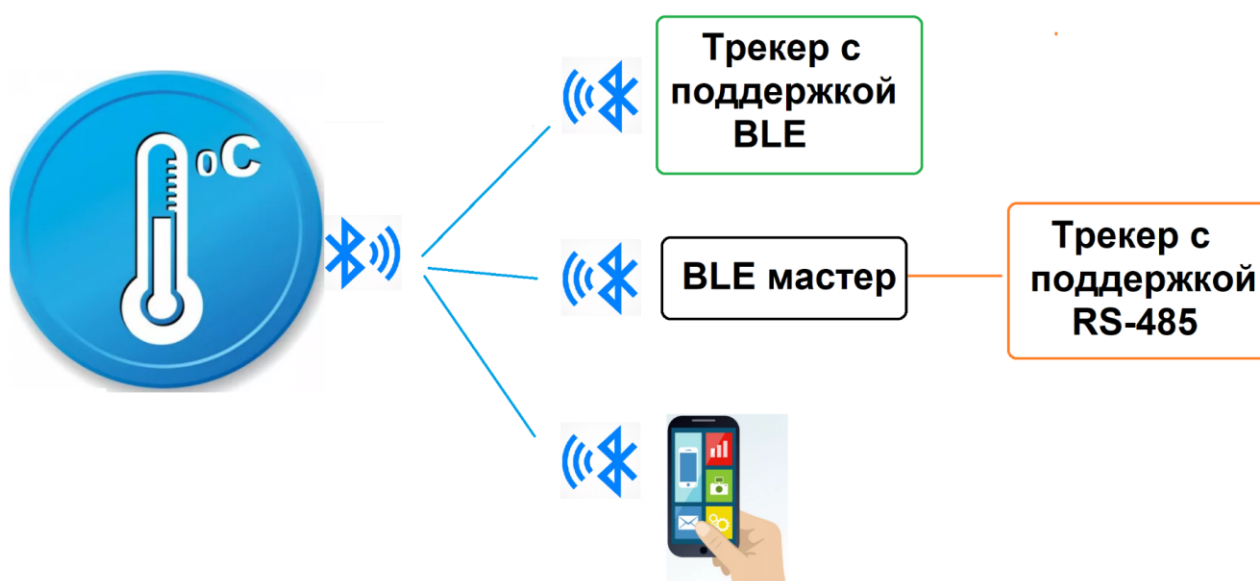 Трекер с
поддержкой
BLE
0C
BLE мастер
Трекер с
поддержкой
RS-485